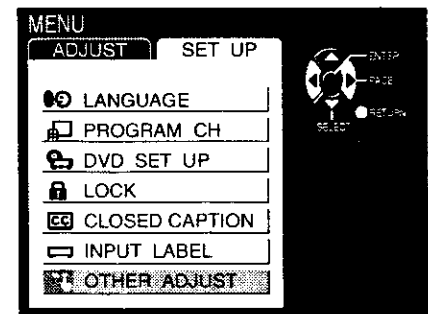 MENU
ADJUST SET UP
ENTER
PAGE
RETURN
SELECT
LANGUAGE
PROGRAM CH
DVD SET UP
LOCK
CC CLOSED CAPTION
INPUT LABEL
OTHER ADJUST